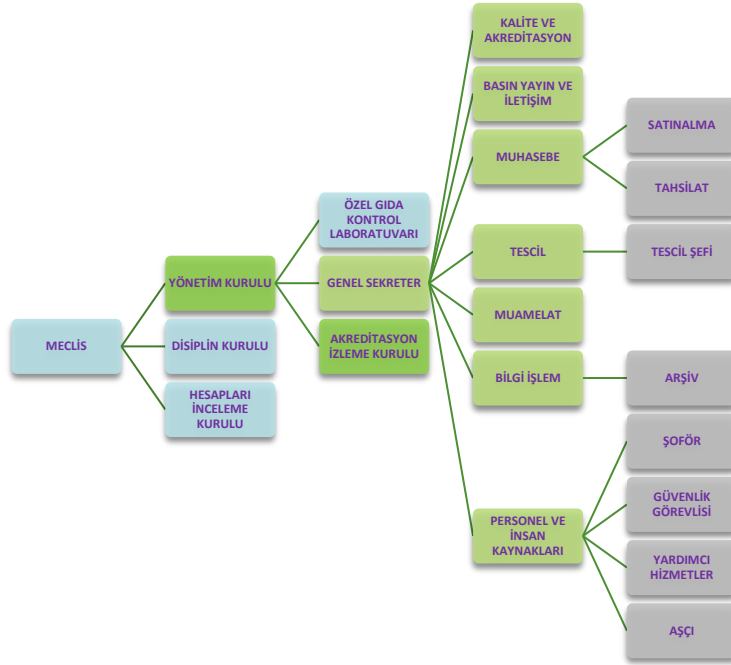 KALİTE VE
AKREDİTASYON
BASIN YAYIN VE
İLETİŞİM
MUHASEBE
SATINALMA
TAHSİLAT
ÖZEL GIDA
KONTROL
LABORATUVARI
YÖNETİM KURULU
GENEL SEKRETER
TESCİL
TESCİL ŞEFİ
MECLİS
DISİPLİN KURULU
AKREDİTASYON
İZLEME KURULU
MUAMELAT
HESAPLARI
İNCELEME
KURULU
BİLGİ İŞLEM
ARŞİV
PERSONEL VE
İNSAN
KAYNAKLARI
ŞOFÖR
GÜVENLİK
GÖREVLİSİ
YARDIMCI
HİZMETLER
AŞÇI